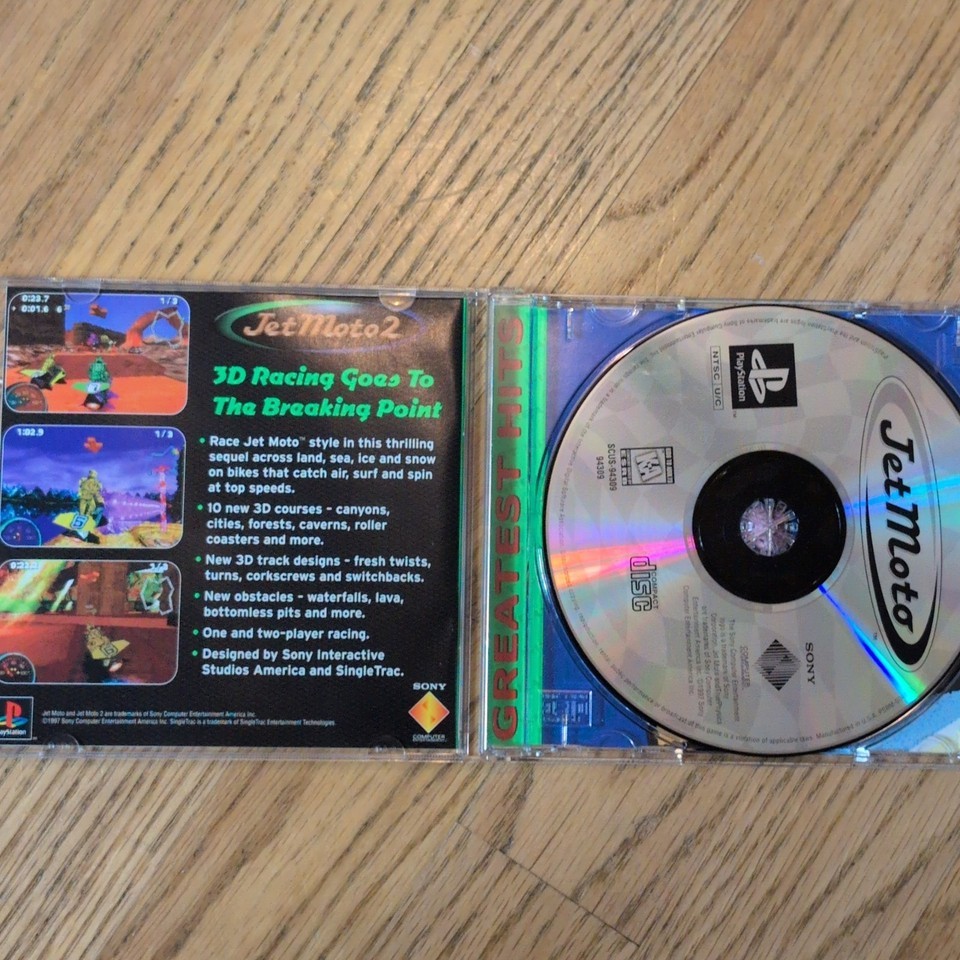 0:23.7
1/3
0:01.6
1:02.9
1/3
Jet Moto 2
3D Racing Goes To
The Breaking Point
• Race Jet Moto™ style in this thrilling
sequel across land, sea, ice and snow
on bikes that catch air, surf and spin
at top speeds.
• 10 new 3D courses – canyons,
cities, forests, caverns, roller
coasters and more.
• New 3D track designs – fresh twists,
turns, corkscrews and switchbacks.
• New obstacles – waterfalls, lava,
bottomless pits and more.
• One and two-player racing.
• Designed by Sony Interactive
Studios America and SingleTrac.
PlayStation
Jet Moto and Jet Moto 2 are trademarks of Sony Computer Entertainment America Inc.
©1997 Sony Computer Entertainment America Inc. SingleTrac is a trademark of SingleTrac Entertainment Technologies
SONY
COMPUTER
ENTERTAINMENT
GREATEST HITS
PlayStation
NTSC U/C
SCUS-94309
94309
COMPACT
disc
Jet Moto™
SONY
COMPUTER